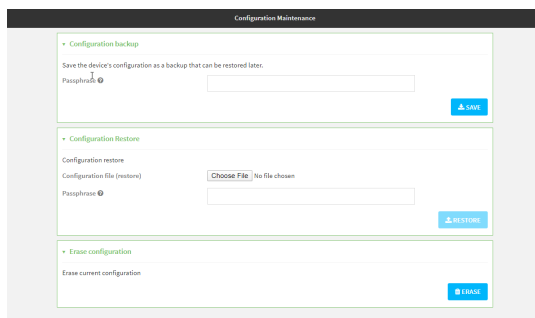 Configuration Maintenance
Configuration backup
Save the device's configuration as a backup that can be restored later.
Passphrase
SAVE
Configuration Restore
Configuration restore
Configuration file (restore) Choose File No file chosen
Passphrase
RESTORE
Erase configuration
Erase current configuration
ERASE